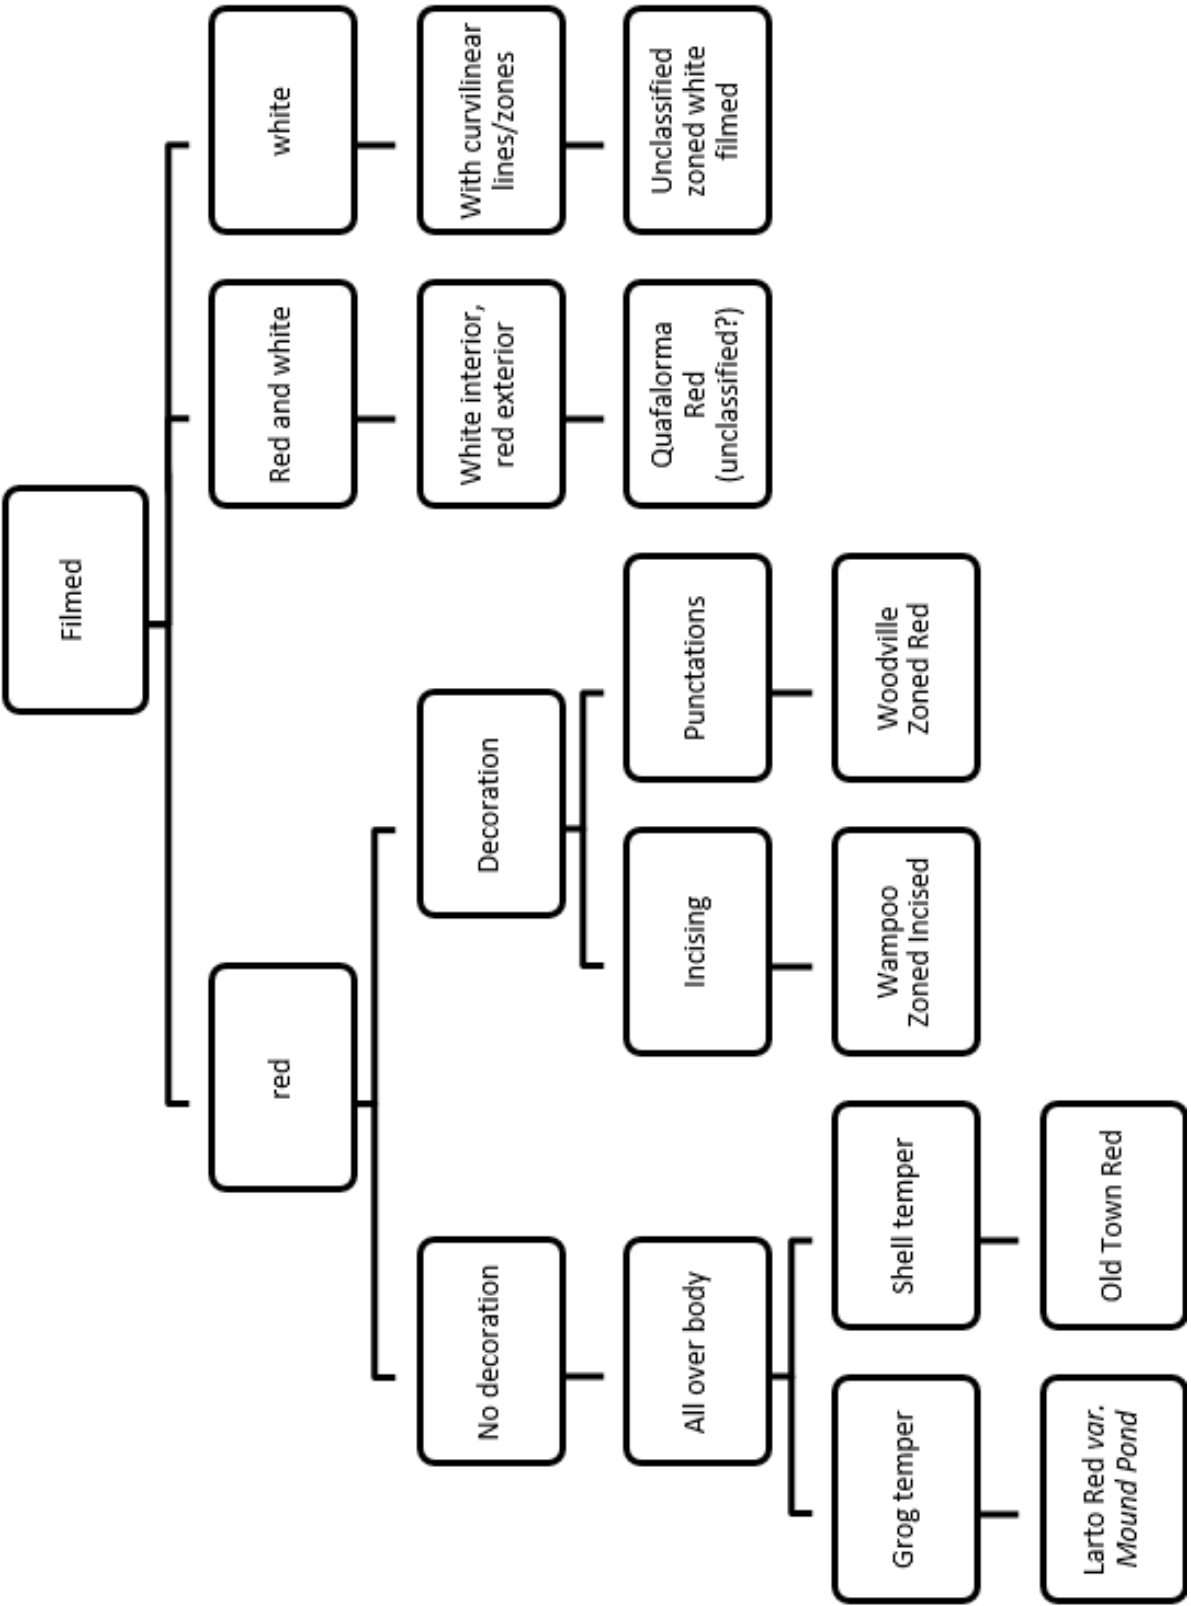 Filmed
red
Red and white
white
No decoration
Decoration
White interior,
red exterior
With curvilinear
lines/zones
All over body
Incising
Punctations
Quafalorma
Red
(unclassified?)
Unclassified
zoned white
filmed
Grog temper
Shell temper
Wampoo
Zoned Incised
Woodville
Zoned Red
Larto Red var.
Mound Pond
Old Town Red